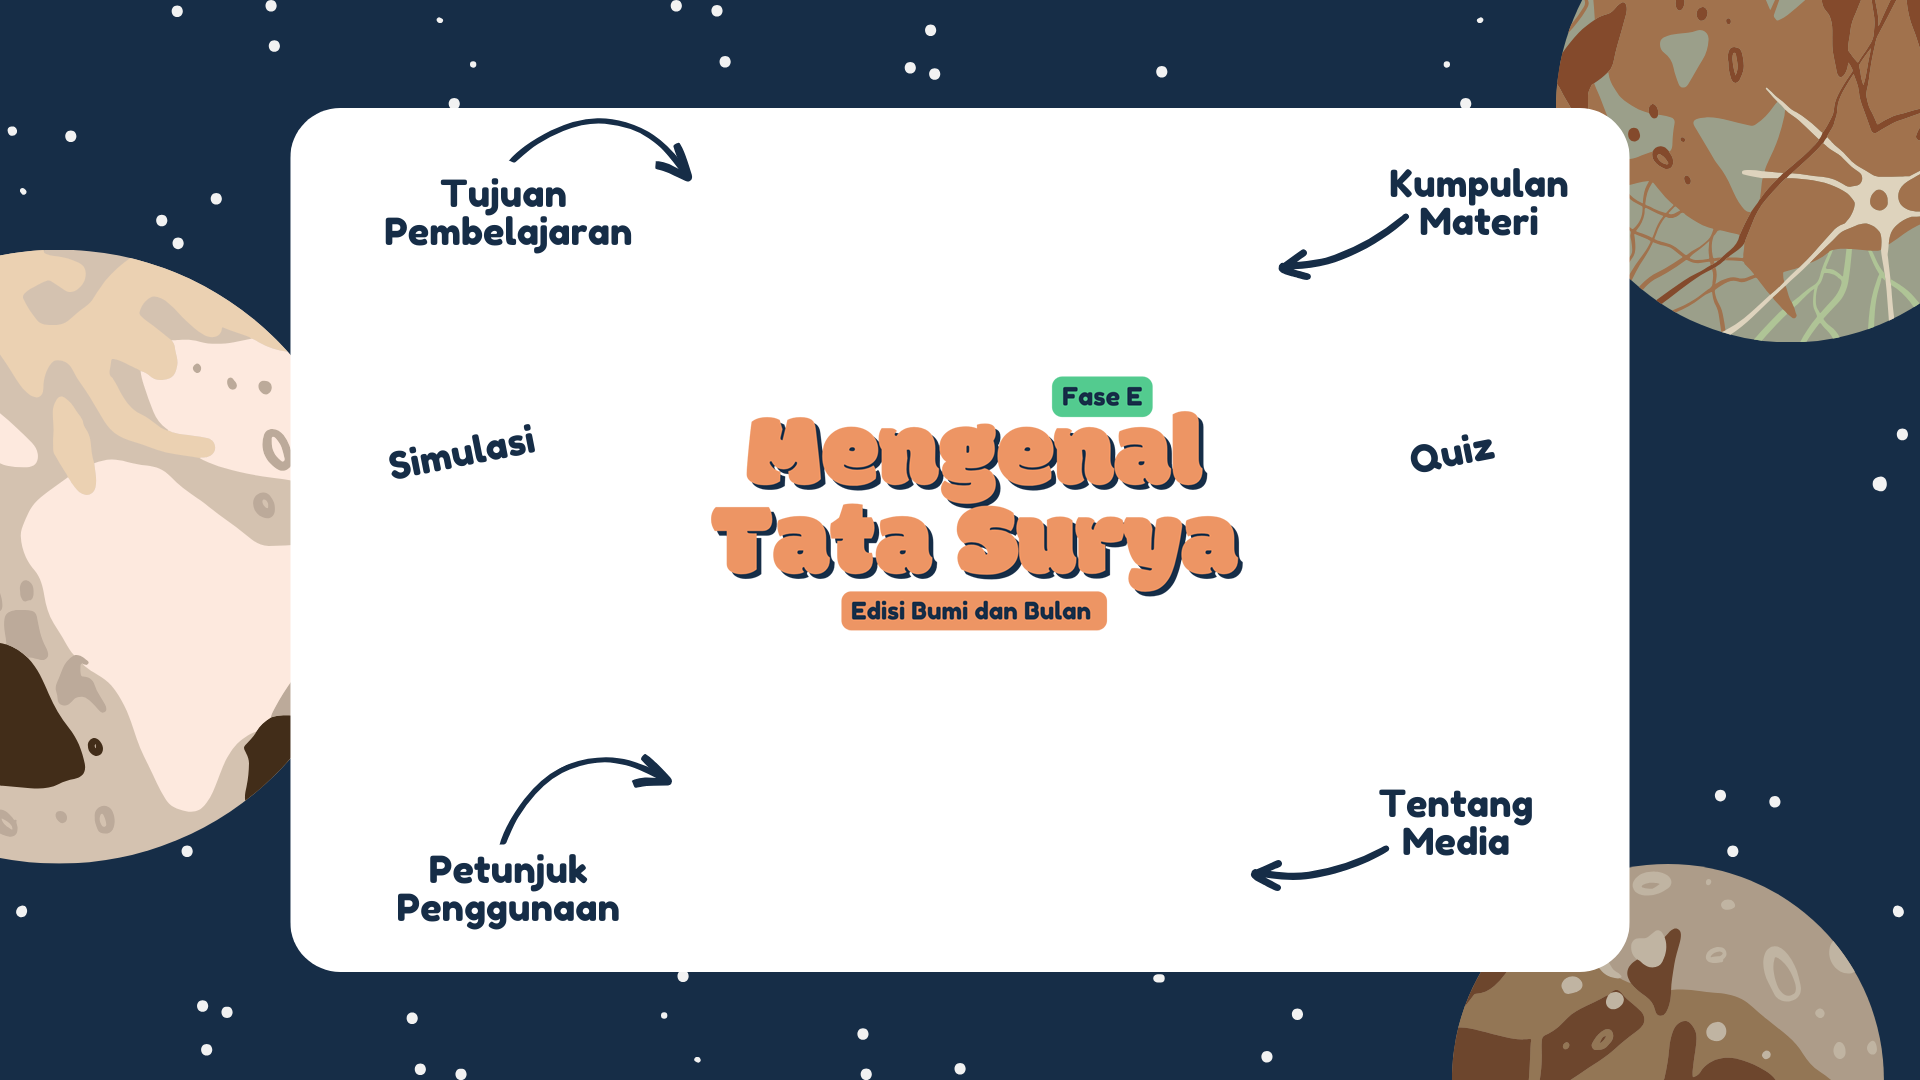 Tujuan
Pembelajaran
Kumpulan
Materi
Simulasi
Fase E
Mengenal
Tata Surya
Edisi Bumi dan Bulan
Quiz
Petunjuk
Penggunaan
Tentang
Media